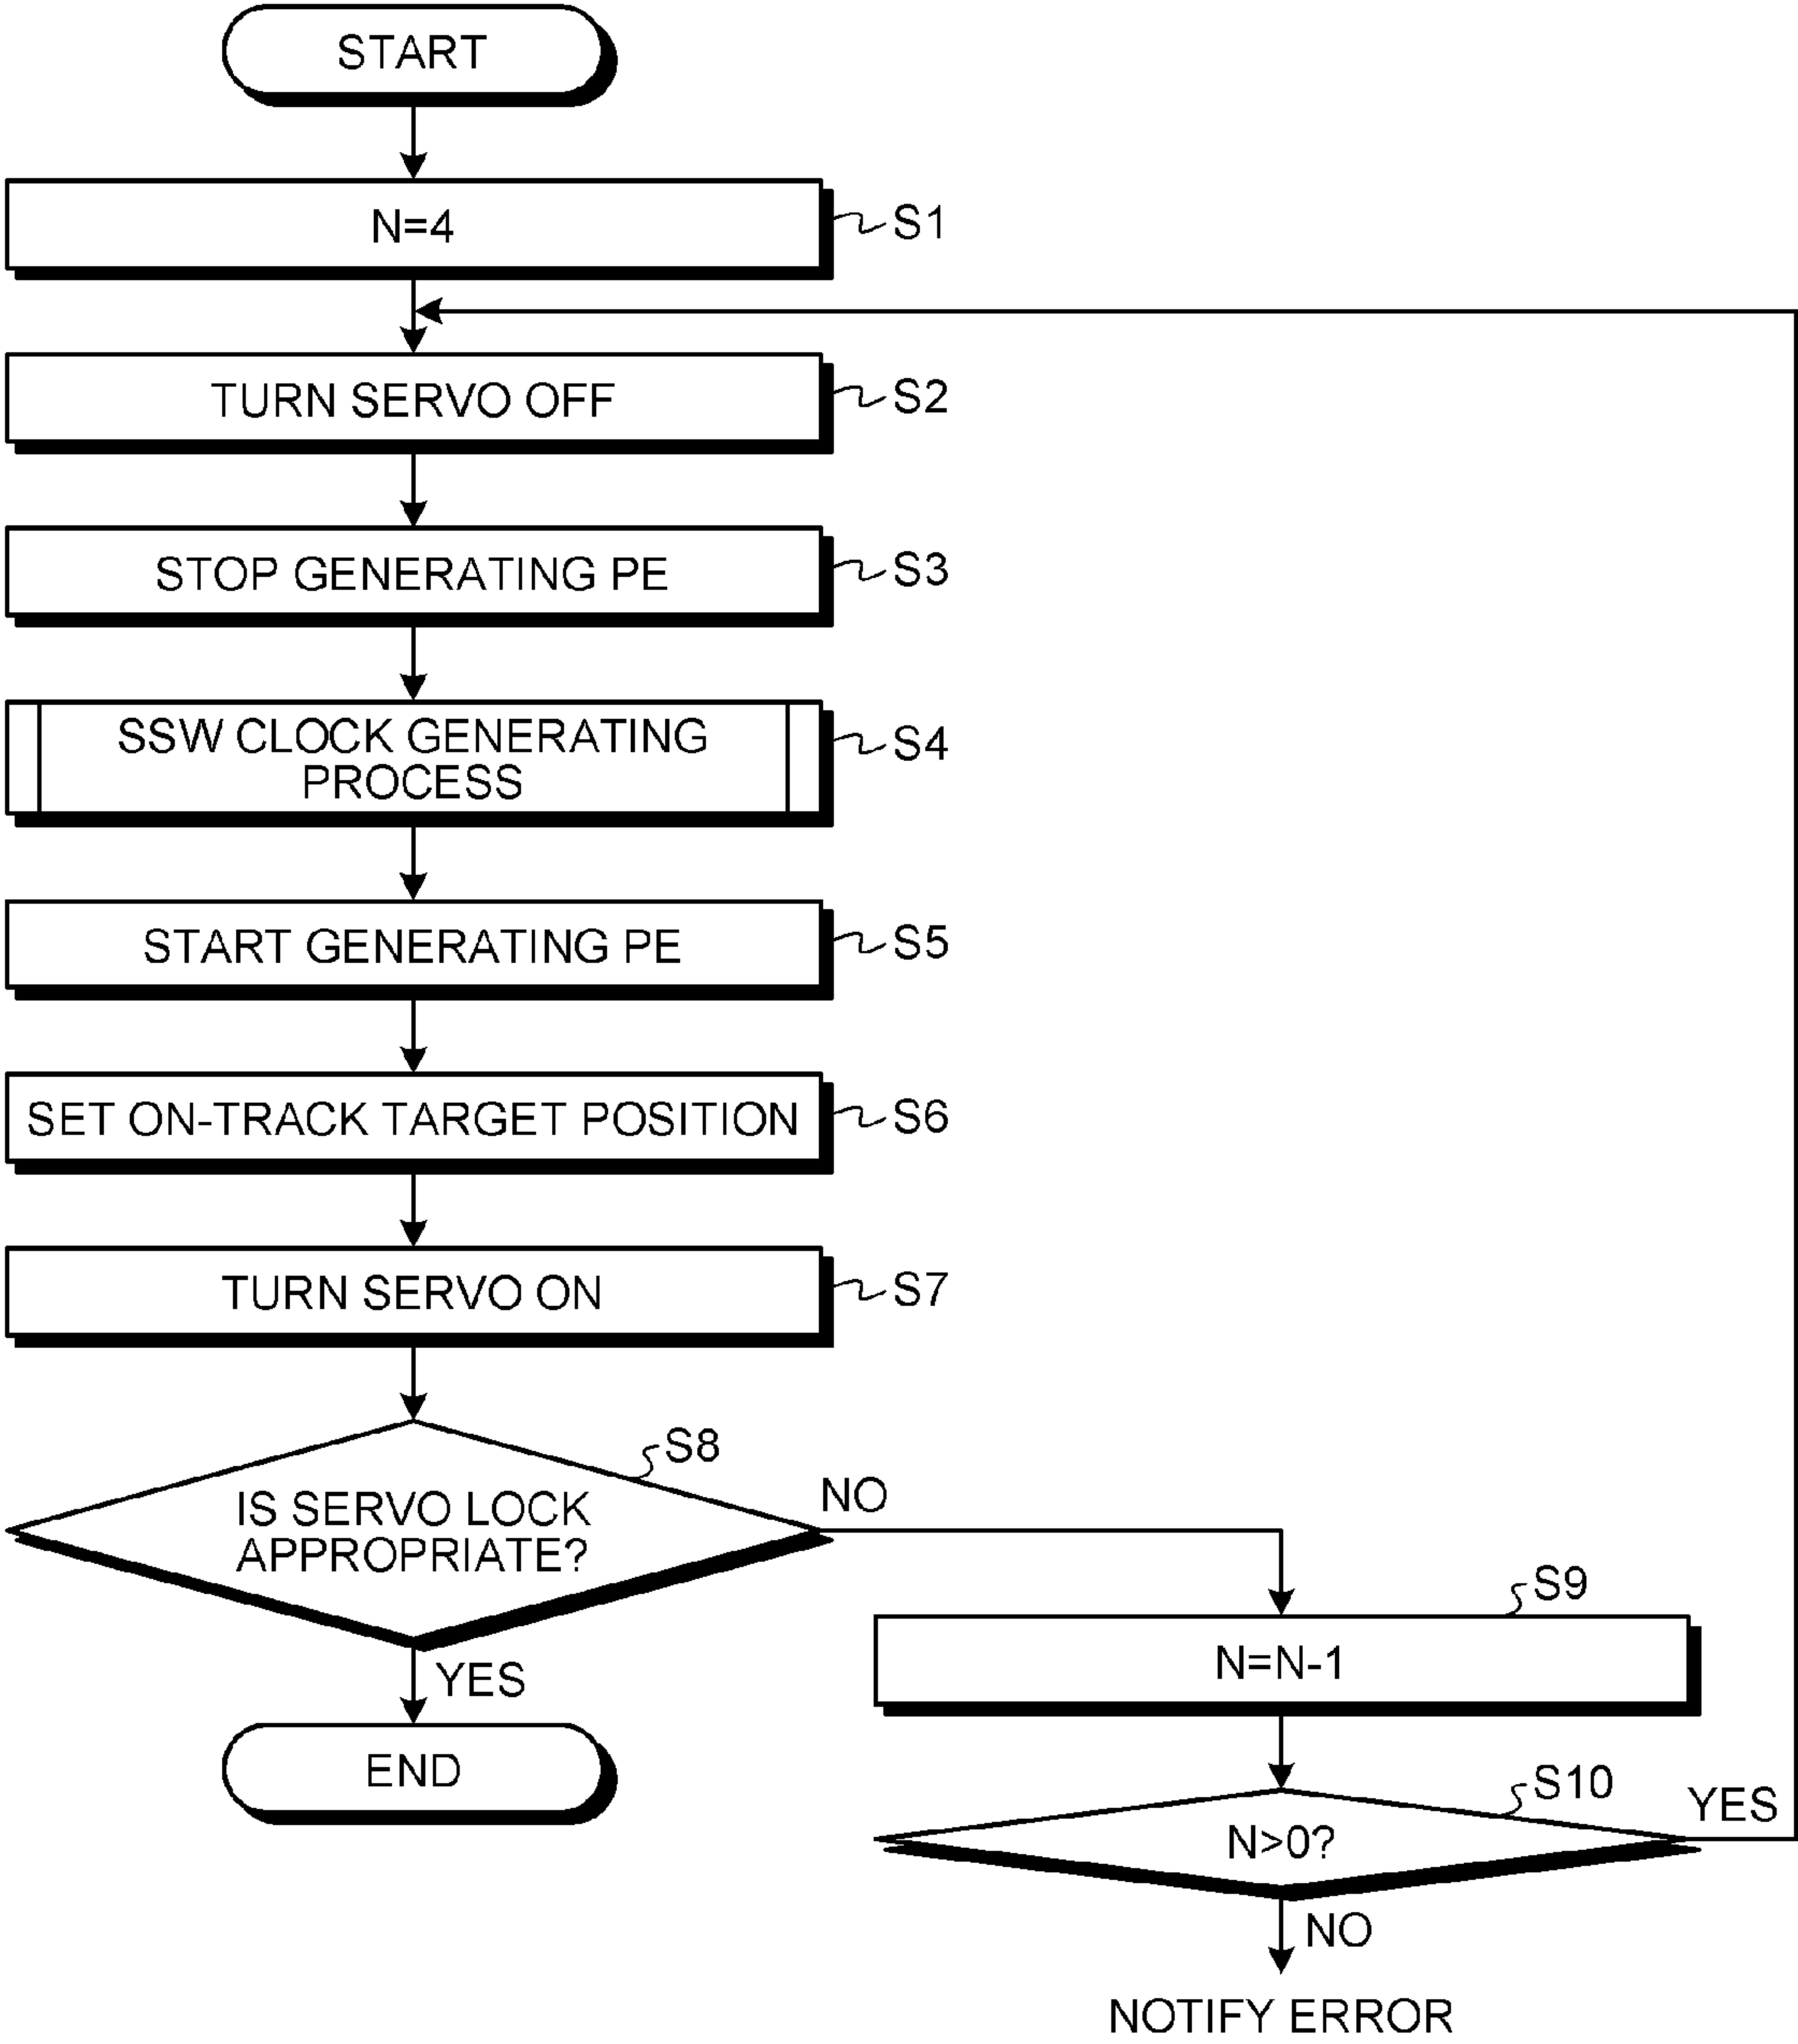 START
N=4
S1
TURN SERVO OFF
S2
STOP GENERATING PE
S3
SSW CLOCK GENERATING
PROCESS
S4
START GENERATING PE
S5
SET ON-TRACK TARGET POSITION
S6
TURN SERVO ON
S7
S8
IS SERVO LOCK
APPROPRIATE?
NO
YES
END
S9
N=N-1
S10
N>0?
YES
NO
NOTIFY ERROR